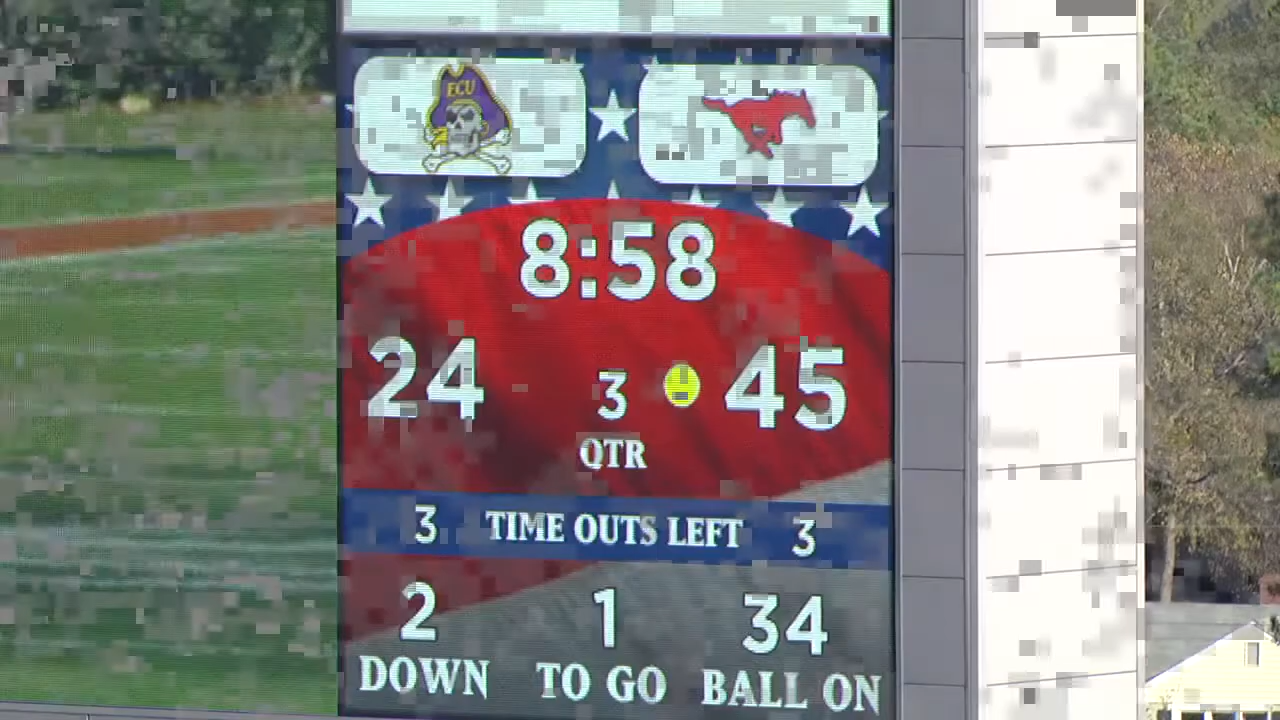 ECU
8:58
24 3 45
QTR
3 TIME OUTS LEFT 3
2 1 34
DOWN TO GO BALL ON